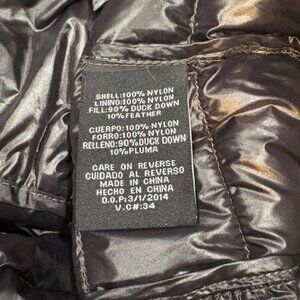 SHELL:100% NYLON
LINING:100% NYLON
FILL:90% DUCK DOWN
10% FEATHER
CUERPO:100% NYLON
FORRO:100% NYLON
RELLENO:90% DUCK DOWN
10% PLUMA
CARE ON REVERSE
CUIDADO AL REVERSO
MADE IN CHINA
HECHO EN CHINA
D.O.P:3/1/2014
V.C#:34